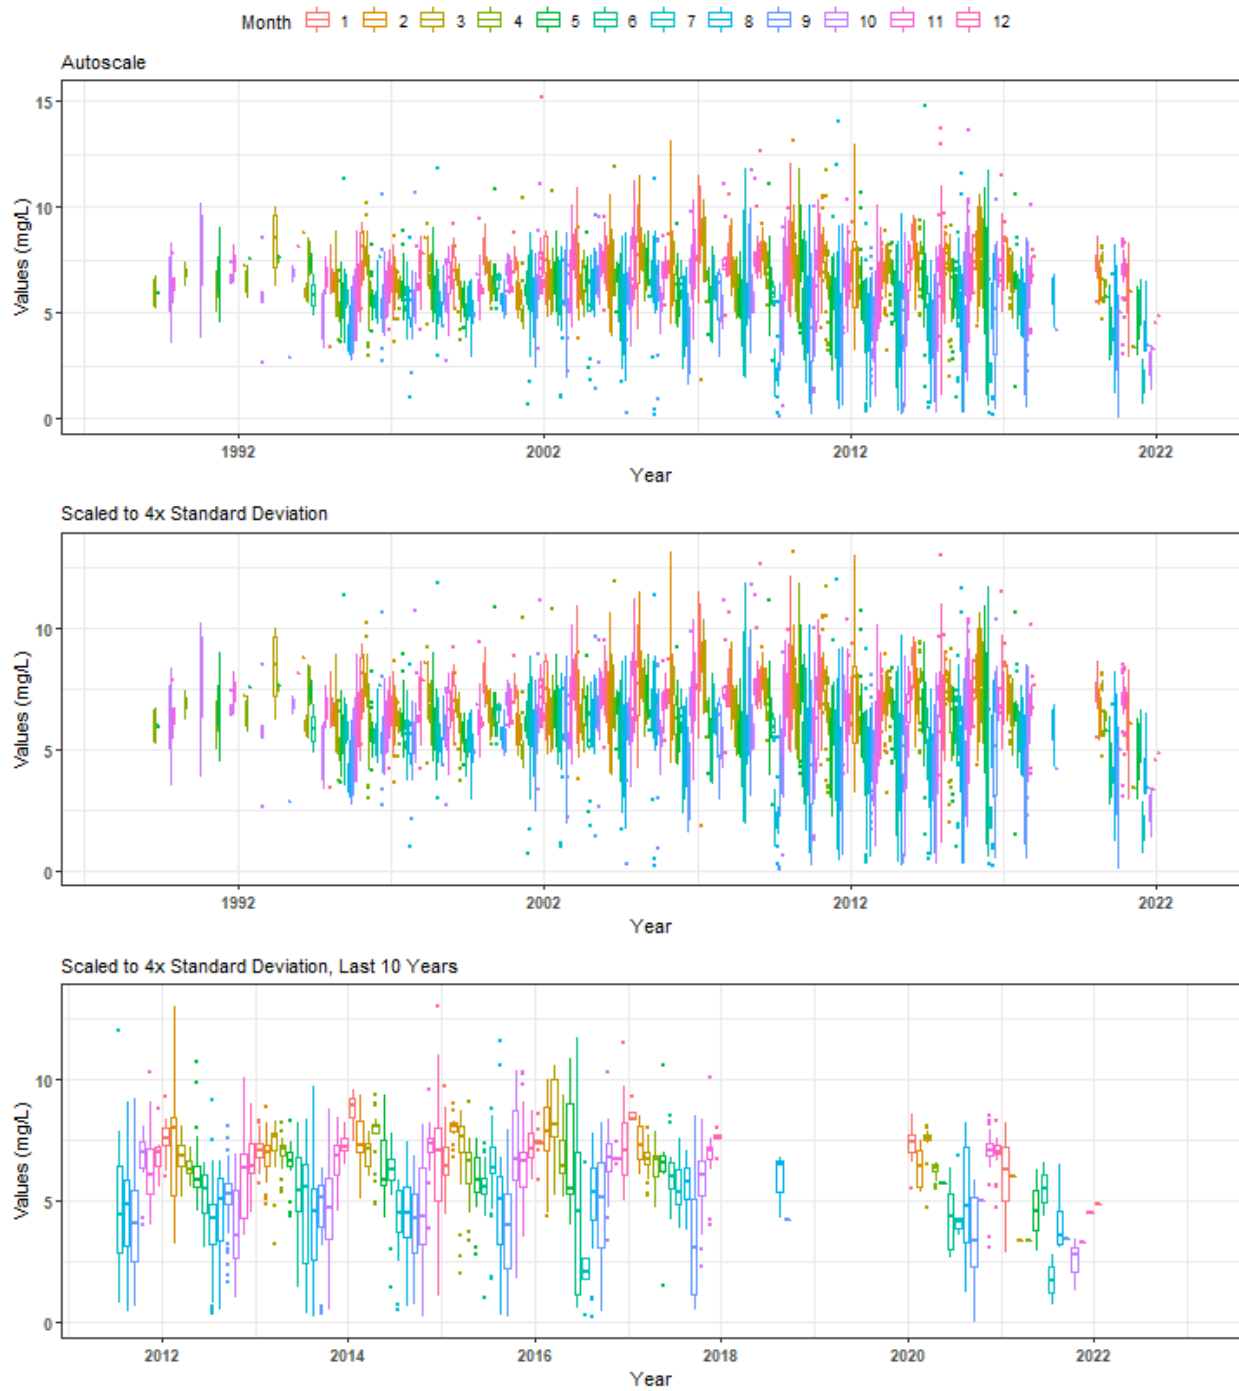 Month 1 2 3 4 5 6 7 8 9 10 11 12
Autoscale
15
10
5
0
Values (mg/L)
1992 2002 2012 2022
Year
Scaled to 4x Standard Deviation
10
5
0
Values (mg/L)
1992 2002 2012 2022
Year
Scaled to 4x Standard Deviation, Last 10 Years
10
5
0
Values (mg/L)
2012 2014 2016 2018 2020 2022
Year